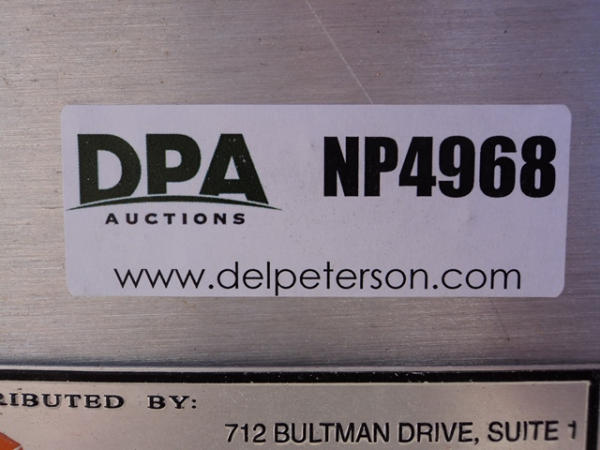 DPA
AUCTIONS
NP4968
www.delpeterson.com
RIBUTED BY:
712 BULTMAN DRIVE, SUITE 1